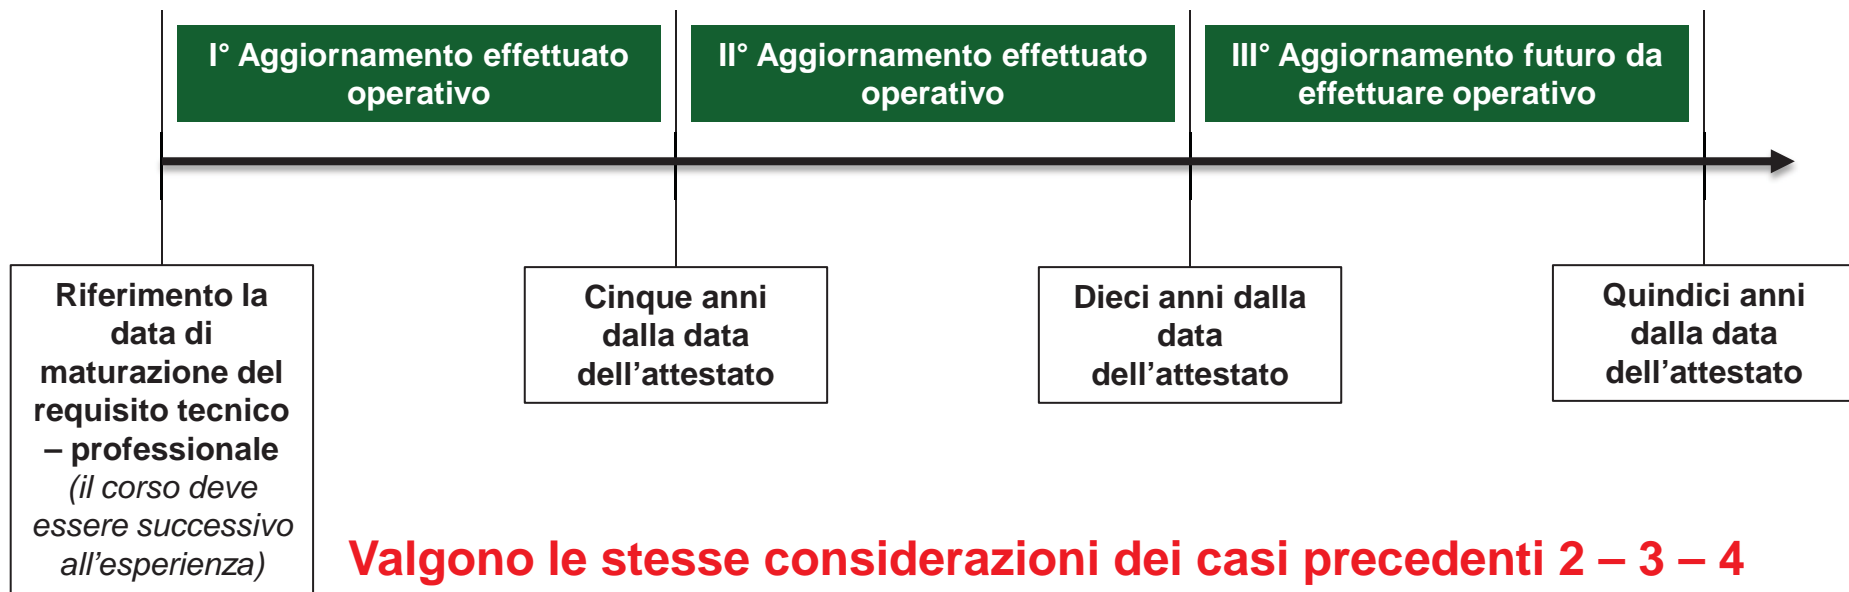 I° Aggiornamento effettuato
operativo
II° Aggiornamento effettuato
operativo
III° Aggiornamento futuro da
effettuare operativo
Riferimento la
data di
maturazione del
requisito tecnico
– professionale
(il corso deve
essere successivo
all’esperienza)
Cinque anni
dalla data
dell’attestato
Dieci anni dalla
data
dell’attestato
Quindici anni
dalla data
dell’attestato
Valgono le stesse considerazioni dei casi precedenti 2 – 3 – 4